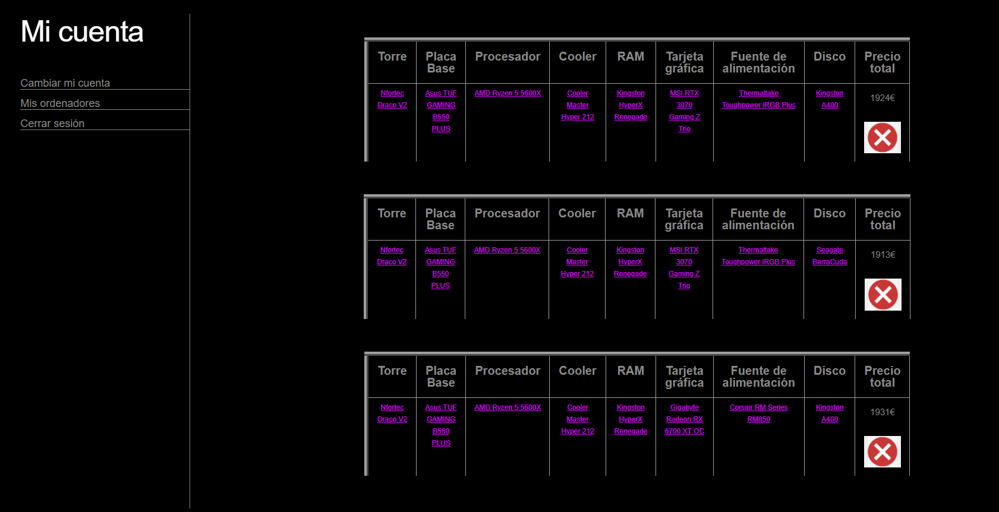 Mi cuenta
Cambiar mi cuenta
Mis ordenadores
Cerrar sesión
Torre
Placa
Base
Procesador
Cooler
RAM
Tarjeta
gráfica
Fuente de
alimentación
Disco
Precio
total
Nfortec
Draco V2
Asus TUF
GAMING
B550
PLUS
AMD Ryzen 5 5600X
Cooler
Master
Hyper 212
Kingston
HyperX
Renegade
MSI RTX
3070
Gaming Z
Trio
Thermaltake
Toughpower iRGB Plus
Kingston
A400
1924€
Torre
Placa
Base
Procesador
Cooler
RAM
Tarjeta
gráfica
Fuente de
alimentación
Disco
Precio
total
Nfortec
Draco V2
Asus TUF
GAMING
B550
PLUS
AMD Ryzen 5 5600X
Cooler
Master
Hyper 212
Kingston
HyperX
Renegade
MSI RTX
3070
Gaming Z
Trio
Thermaltake
Toughpower iRGB Plus
Seagate
BarraCuda
1913€
Torre
Placa
Base
Procesador
Cooler
RAM
Tarjeta
gráfica
Fuente de
alimentación
Disco
Precio
total
Nfortec
Draco V2
Asus TUF
GAMING
B550
PLUS
AMD Ryzen 5 5600X
Cooler
Master
Hyper 212
Kingston
HyperX
Renegade
Gigabyte
Radeon RX
6700 XT OC
Corsair RM Series
RM850
Kingston
A400
1931€